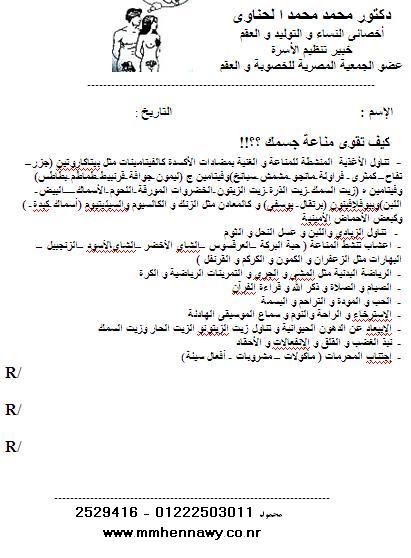 دكتور محمد محمد ا لحناوى
أخصائى النساء و التوليد و العقم
خبير تنظيم الأسرة
عضو الجمعية المصرية للخصوبة و العقم
الإسم : التاريخ :
كيف تقوى مناعة جسمك ؟؟!!
- تناول الأغذية المنشطة للمناعة و الغنية بمضادات الأكسدة كالفيتامينات مثل بيتاكاروتين (جزر –
تفاح– كمثرى - فراولة-مانجو-مشمش-سبانخ)وفيتامين ج (ليمون-جوافة-قرنبيط-طماطم-بطاطس)
وفيتامين ء (زيت السمك-زيت الذرة-زيت الزيتون-الخضروات المورقة-اللحوم-الأسماك-البيض-
اللبن)وبيوفلافينون (برتقال-يوسفى) و كالمعادن مثل الزنك و الكالسيوم والسيلينيوم (أسماك-كبدة-)
وكبعض الأحماض الأمينية
- تناول الزبادى واللبن و عسل النحل و الثوم
- اعشاب تنشط المناعة (حبة البركة –العرقسوس –الشاى الأخضر –الشاى الأسود –الزنجبيل –
البهارات مثل الزعفران و الكمون و الكركم و القرنفل )
- الرياضة البدنية مثل المشى و الجرى و التمرينات الرياضية و الكرة
- الصيام و الصلاة و ذكر الله و قراءة القرآن
- الحب و المودة و التراحم و البسمة
- الإسترخاء و الراحة والنوم و سماع الموسيقى الهادئة
- الإبعاد عن الدهون الحيوانية و تناول زيت الزيتونو الزيت الحار وزيت السمك
- نبذ الغضب و القلق و الإنفعالات و الأحقاد
- إجتناب المحرمات ( مأكولات – مشروبات - أفعال سيئة)
R/
R/
R/
محمول 01222503011 - 2529416
www.mmhennawy.co.nr